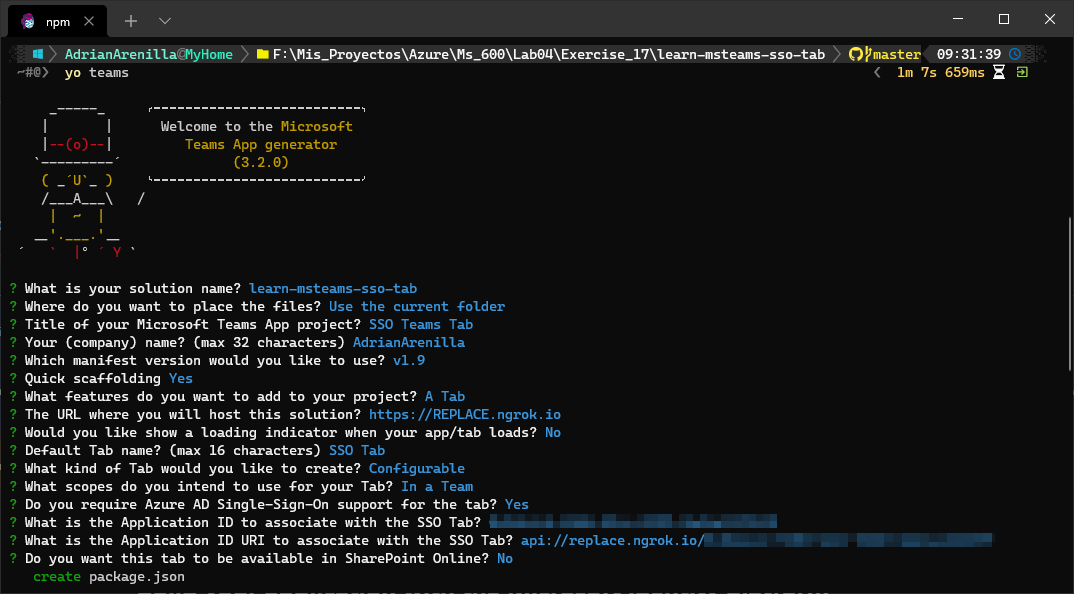 npm
AdrianArenilla@MyHome F:\Mis_Proyectos\Azure\Ms_600\Lab04\Exercise_17\learn-msteams-sso-tab master 09:31:39
~#@❯ yo teams 1m 7s 659ms
Welcome to the Microsoft
Teams App generator
(3.2.0)
? What is your solution name? learn-msteams-sso-tab
? Where do you want to place the files? Use the current folder
? Title of your Microsoft Teams App project? SSO Teams Tab
? Your (company) name? (max 32 characters) AdrianArenilla
? Which manifest version would you like to use? v1.9
? Quick scaffolding Yes
? What features do you want to add to your project? A Tab
? The URL where you will host this solution? https://REPLACE.ngrok.io
? Would you like show a loading indicator when your app/tab loads? No
? Default Tab name? (max 16 characters) SSO Tab
? What kind of Tab would you like to create? Configurable
? What scopes do you intend to use for your Tab? In a Team
? Do you require Azure AD Single-Sign-On support for the tab? Yes
? What is the Application ID to associate with the SSO Tab?
? What is the Application ID URI to associate with the SSO Tab? api://replace.ngrok.io/
? Do you want this tab to be available in SharePoint Online? No
create package.json